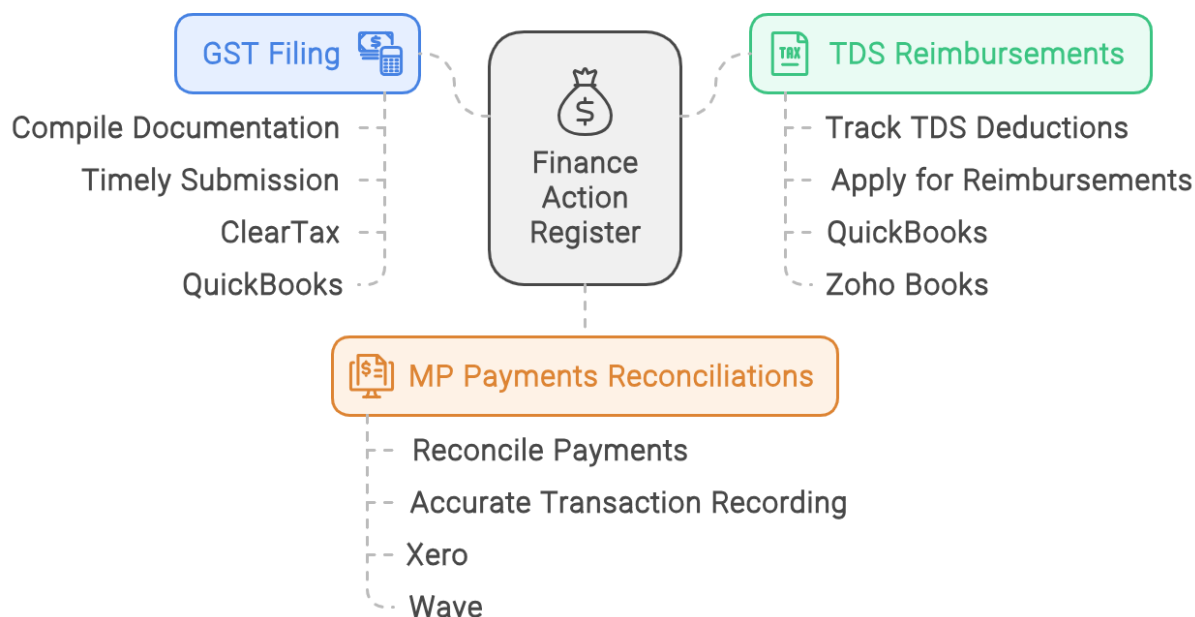 GST Filing
Compile Documentation
Timely Submission
ClearTax
QuickBooks
$
Finance
Action
Register
TAX
TDS Reimbursements
Track TDS Deductions
Apply for Reimbursements
QuickBooks
Zoho Books
MP Payments Reconciliations
Reconcile Payments
Accurate Transaction Recording
Xero
Wave